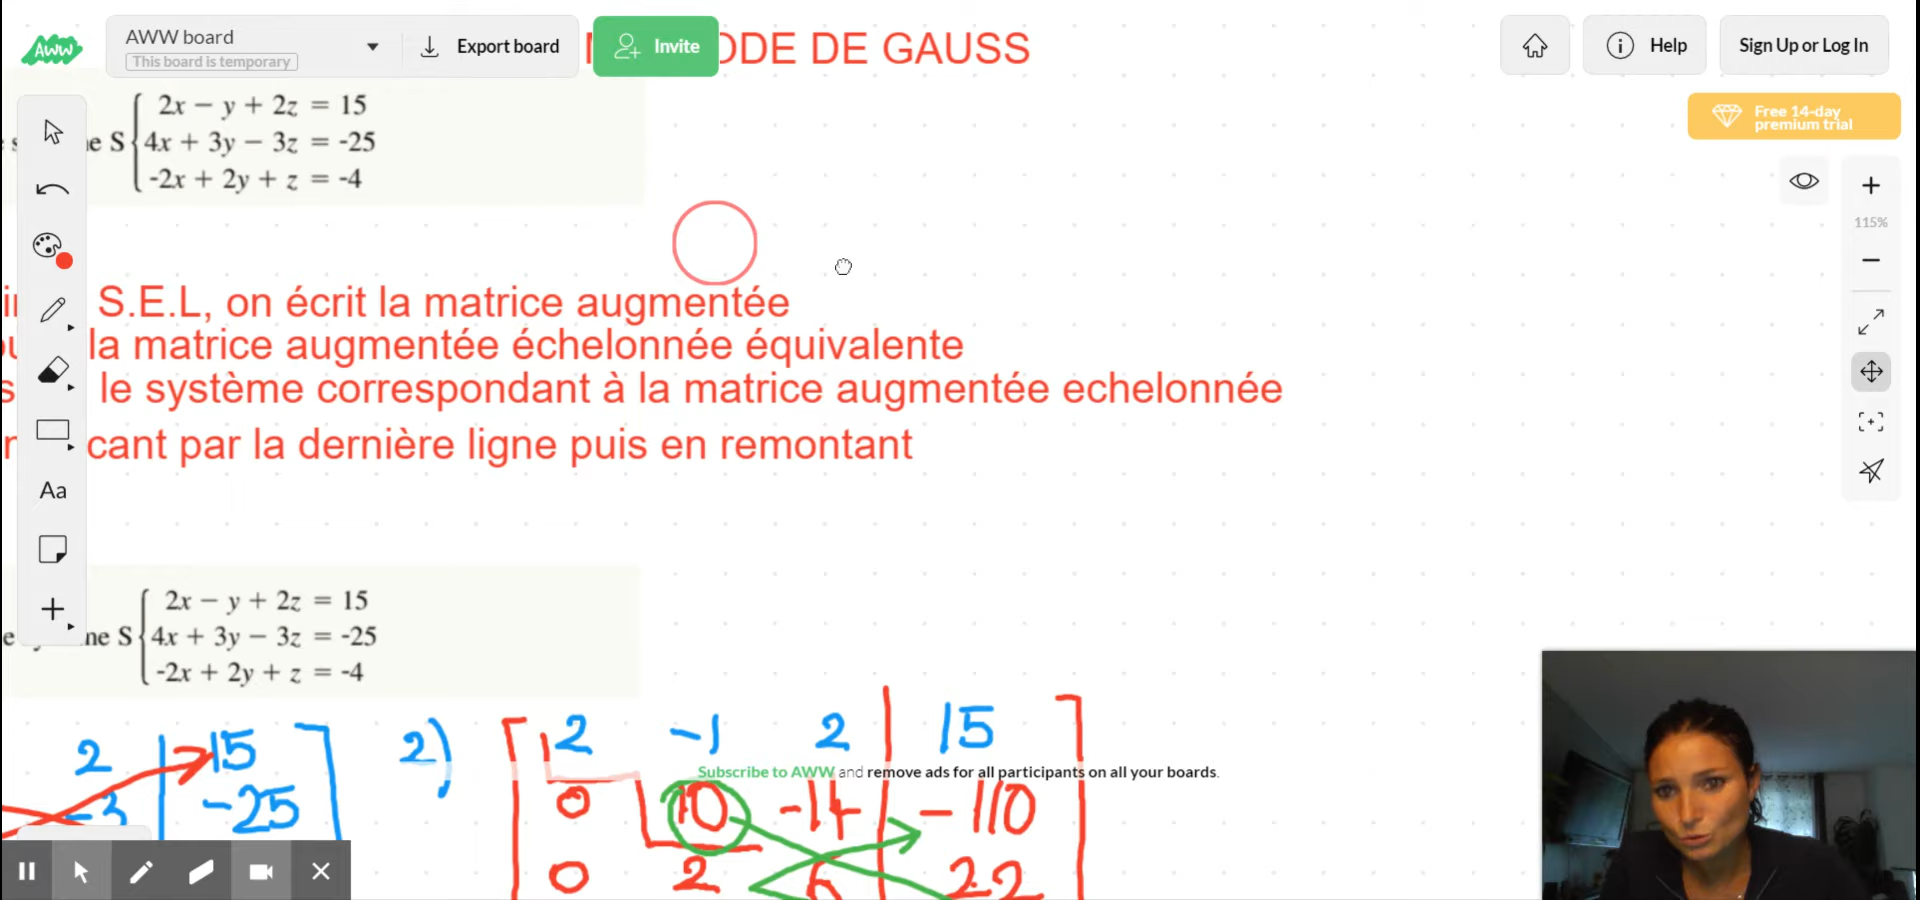 AWW
AWW board
This board is temporary
Export board
Invite
ODE DE GAUSS
Help
Sign Up or Log In
Free 14-day
premium trial
2x − y + 2z = 15
e S 4x + 3y − 3z = -25
-2x + 2y + z = -4
115%
S.E.L, on écrit la matrice augmentée
la matrice augmentée échelonnée équivalente
le système correspondant à la matrice augmentée echelonnée
cant par la dernière ligne puis en remontant
Aa
2x − y + 2z = 15
ne S 4x + 3y − 3z = -25
-2x + 2y + z = -4
2 15 2) 2 -1 2 15
Subscribe to AWW and remove ads for all participants on all your boards.
-3 -25 0 10 -14 -110
0 2 6 22